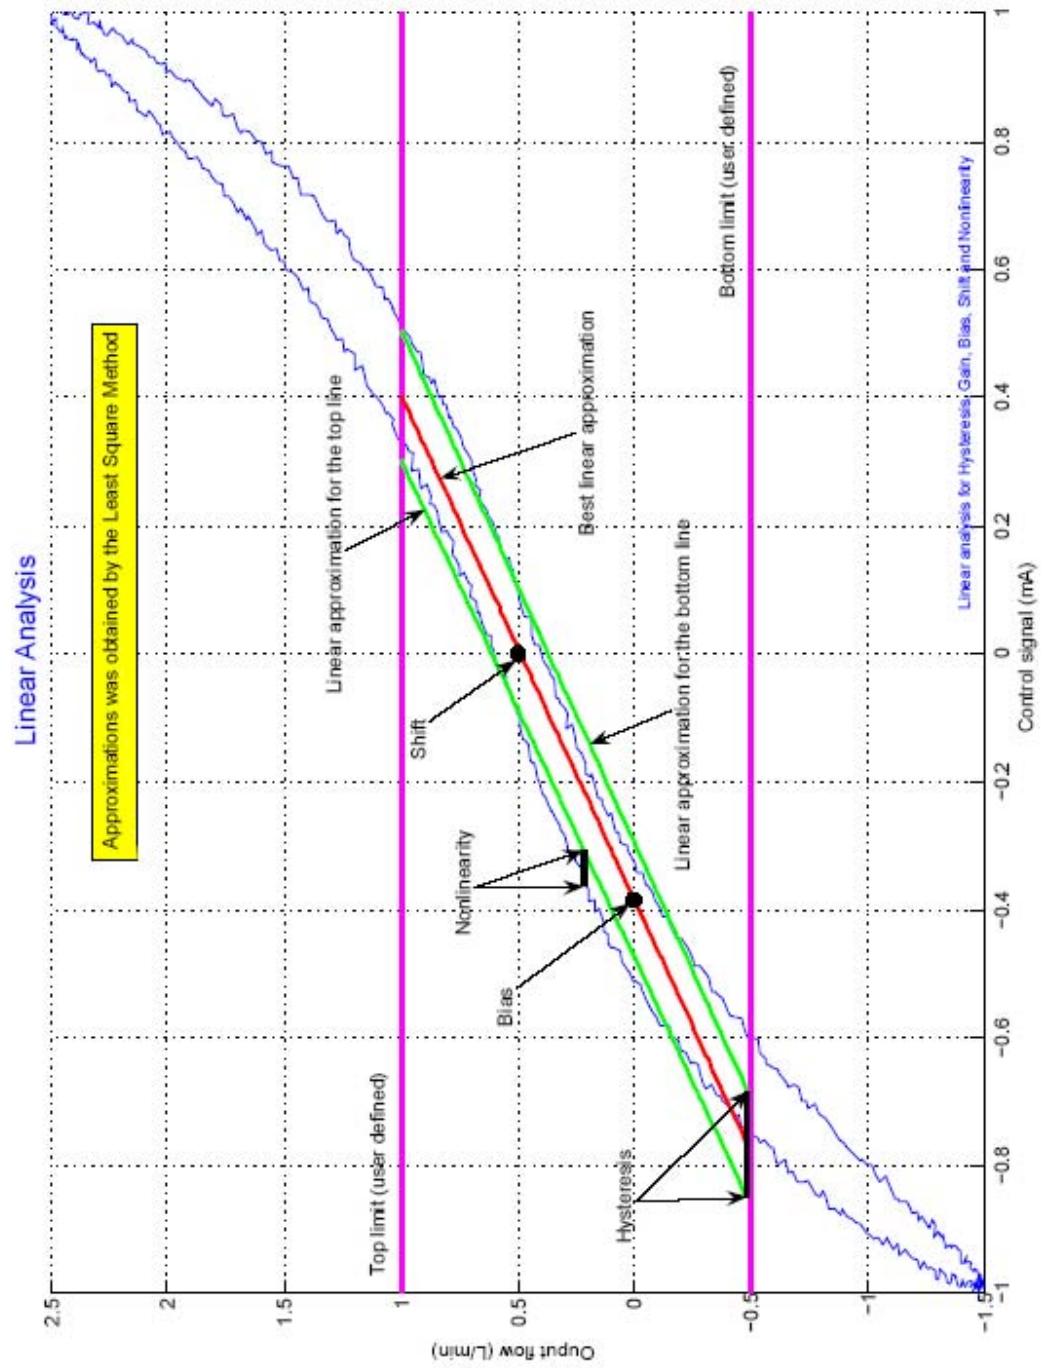 Linear Analysis
Approximations was obtained by the Least Square Method
2.5
2
1.5
1
0.5
0
-0.5
-1
-1.5
Ouput flow (L/min)
Top limit (user defined)
Linear approximation for the top line
Shift
Nonlinearity
Bias
Hysteresis
Best linear approximation
Linear approximation for the bottom line
Bottom limit (user defined)
Linear analysis for Hysteresis Gain, Bias, Shift and Nonlinearity
-1
-0.8
-0.6
-0.4
-0.2
0
0.2
0.4
0.6
0.8
1
Control signal (mA)